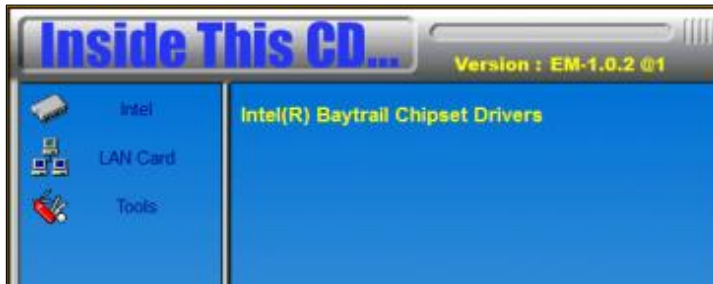 Inside This CD...
Version : EM-1.0.2 @1
Intel
Intel(R) Baytrail Chipset Drivers
LAN Card
Tools